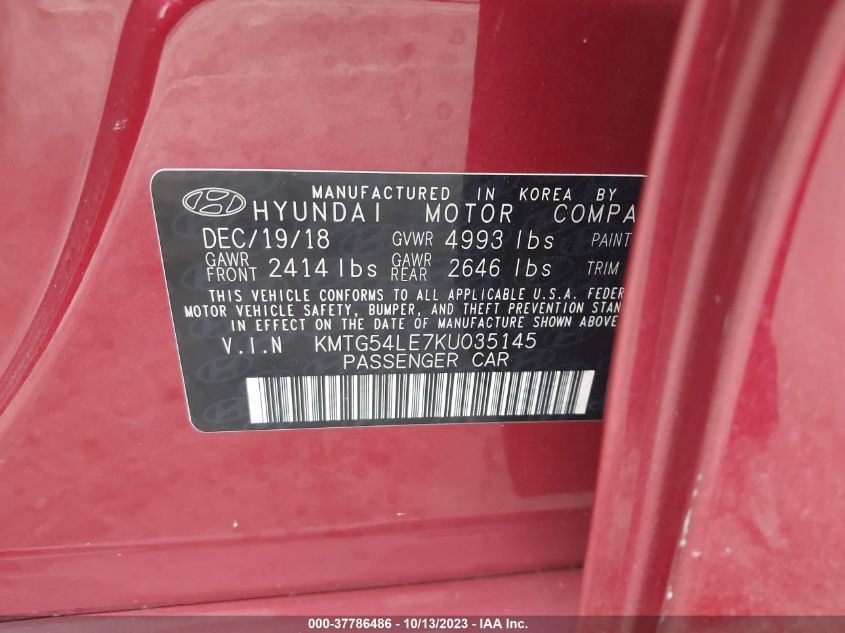 MANUFACTURED IN KOREA BY
HYUNDAI MOTOR COMPA
DEC/19/18 GVWR 4993 lbs PAINT
GAWR FRONT 2414 lbs GAWR REAR 2646 lbs TRIM
THIS VEHICLE CONFORMS TO ALL APPLICABLE U.S.A. FEDER
MOTOR VEHICLE SAFETY, BUMPER, AND THEFT PREVENTION STAN
IN EFFECT ON THE DATE OF MANUFACTURE SHOWN ABOVE
V.I.N KMTG54LE7KU035145
PASSENGER CAR
000-37786486 - 10/13/2023 - IAA Inc.